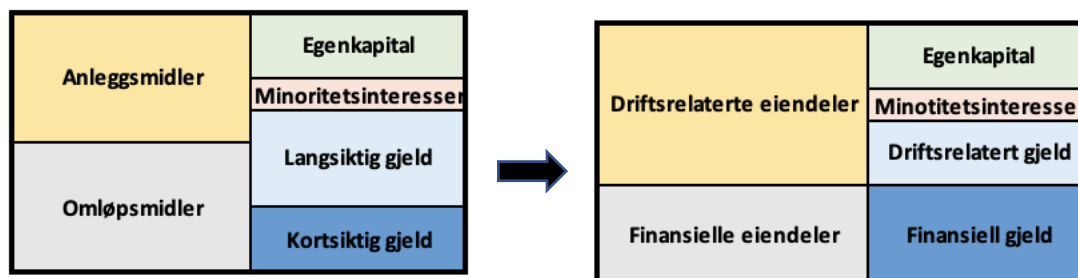 Anleggsmidler
Omløpsmidler
Egenkapital
Minoritetsinteresser
Langsiktig gjeld
Kortsiktig gjeld
Driftsrelaterte eiendeler
Finansielle eiendeler
Egenkapital
Minotitetsinteresse
Driftsrelatert gjeld
Finansiell gjeld